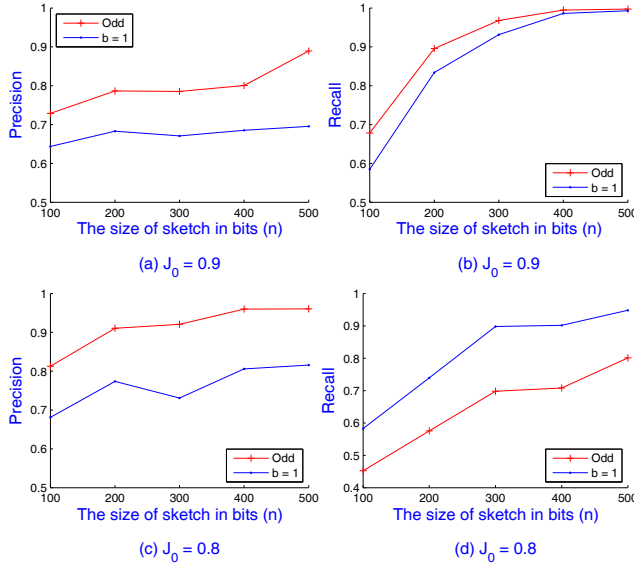 1
0.9
0.8
0.7
0.6
0.5
100 200 300 400 500
Precision
The size of sketch in bits (n)
Odd
b = 1
(a) J_0 = 0.9
1
0.9
0.8
0.7
0.6
0.5
100 200 300 400 500
Recall
The size of sketch in bits (n)
Odd
b = 1
(b) J_0 = 0.9
1
0.9
0.8
0.7
0.6
0.5
100 200 300 400 500
Precision
The size of sketch in bits (n)
Odd
b = 1
(c) J_0 = 0.8
1
0.9
0.8
0.7
0.6
0.5
0.4
100 200 300 400 500
Recall
The size of sketch in bits (n)
Odd
b = 1
(d) J_0 = 0.8